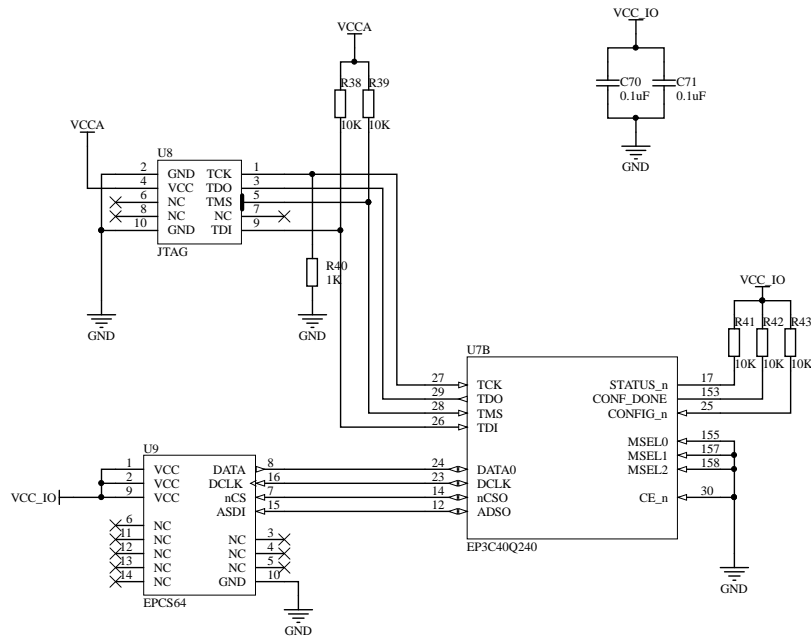 VCC_IO
VCCA
R38
R39
C70
C71
0.1uF
0.1uF
10K
10K
GND
VCCA
U8
2
GND
TCK
1
4
VCC
TDO
3
6
NC
TMS
5
8
NC
NC
7
10
GND
TDI
9
JTAG
R40
1K
GND
GND
VCC_IO
R41
R42
R43
10K
10K
10K
U7B
27
TCK
STATUS_n
17
29
TDO
CONF_DONE
153
28
TMS
CONFIG_n
25
26
TDI
MSEL0
155
MSEL1
157
MSEL2
158
24
DATA0
23
DCLK
14
nCSO
CE_n
30
12
ADSO
EP3C40Q240
GND
U9
VCC_IO
1
VCC
DATA
8
2
VCC
DCLK
16
9
VCC
nCS
7
ASDI
15
6
NC
11
NC
NC
3
12
NC
NC
4
13
NC
NC
5
14
NC
GND
10
EPCS64
GND